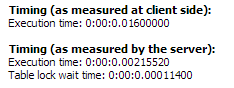 Timing (as measured at client side):
Execution time: 0:00:0.01600000
Timing (as measured by the server):
Execution time: 0:00:0.00215520
Table lock wait time: 0:00:0.00011400